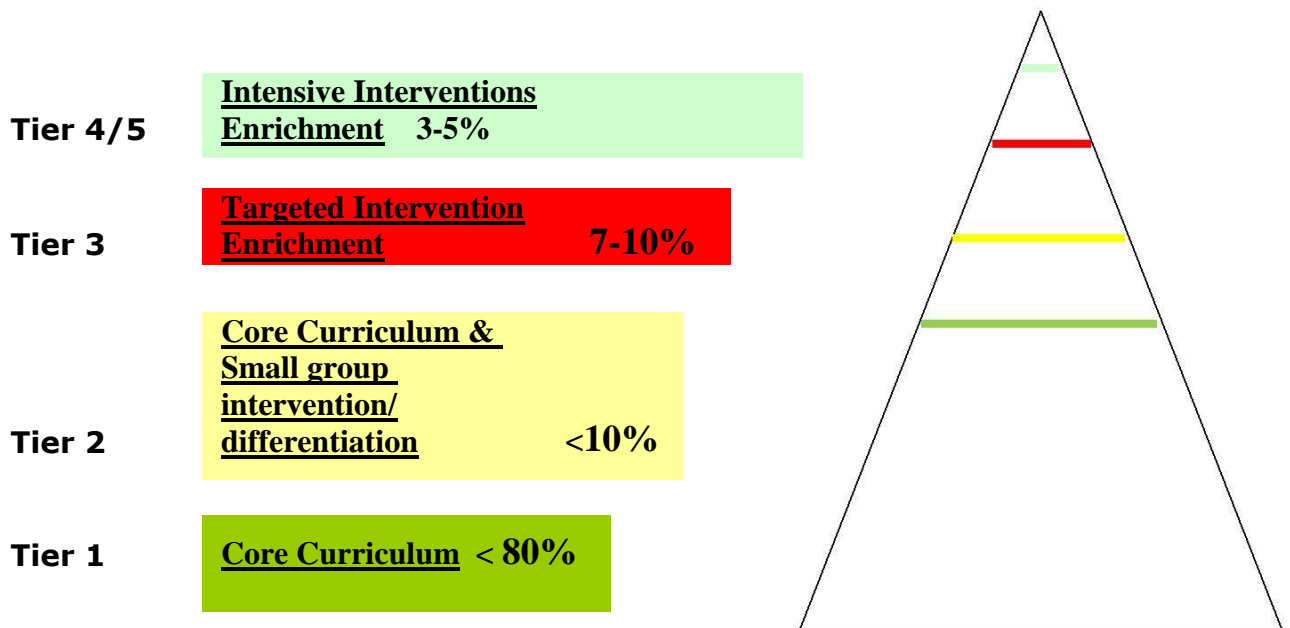 Intensive Interventions
Tier 4/5 Enrichment 3-5%
Targeted Intervention
Tier 3 Enrichment 7-10%
Core Curriculum &
Small group
intervention/
Tier 2 differentiation <10%
Tier 1 Core Curriculum < 80%